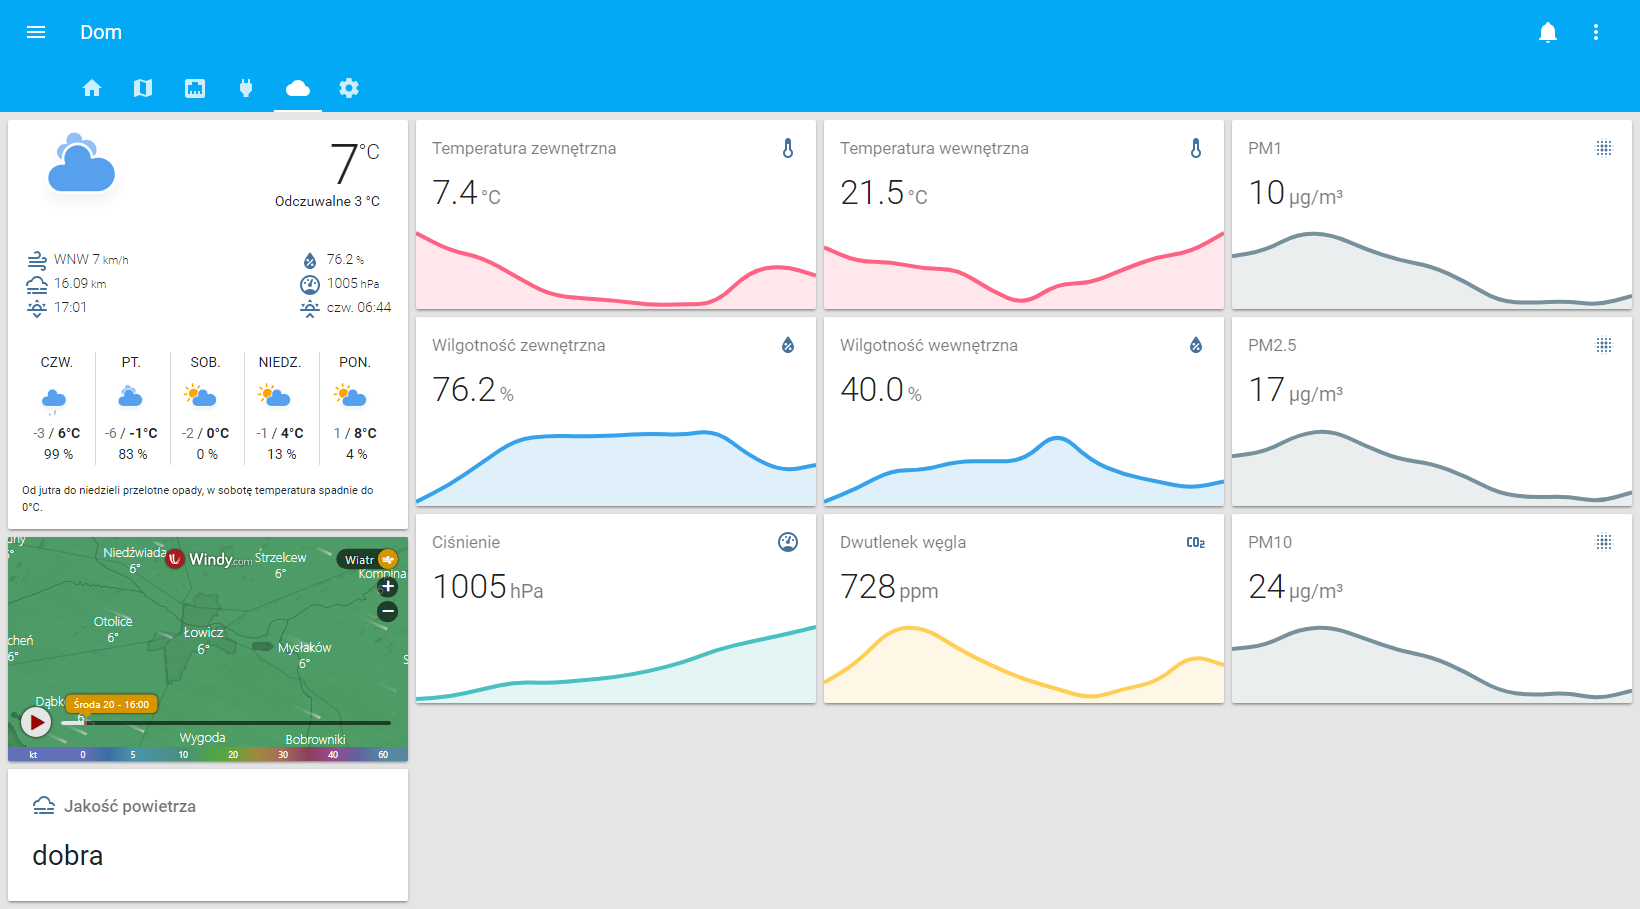 Dom
7°C
Odczuwalne 3 °C
WNW 7 km/h
76.2 %
16.09 km
1005 hPa
17:01
czw. 06:44
CZW. PT. SOB. NIEDZ. PON.
-3 / 6°C -6 / -1°C -2 / 0°C -1 / 4°C 1 / 8°C
99 % 83 % 0 % 13 % 4 %
Od jutra do niedzieli przelotne opady, w sobotę temperatura spadnie do
0°C.
Niedźwiada
6°
Windy.com
Strzelcew
6°
Wiatr
Kompina
6°
Otolice
6°
Łowicz
6°
Mysłaków
6°
cheń
6°
Dąbk
6
Środa 20 - 16:00
Wygoda
Bobrowniki
kt 0 5 10 20 30 40 60
Jakość powietrza
dobra
Temperatura zewnętrzna
7.4 °C
Temperatura wewnętrzna
21.5 °C
PM1
10 µg/m³
Wilgotność zewnętrzna
76.2 %
Wilgotność wewnętrzna
40.0 %
PM2.5
17 µg/m³
Ciśnienie
1005 hPa
Dwutlenek węgla
CO₂
728 ppm
PM10
24 µg/m³